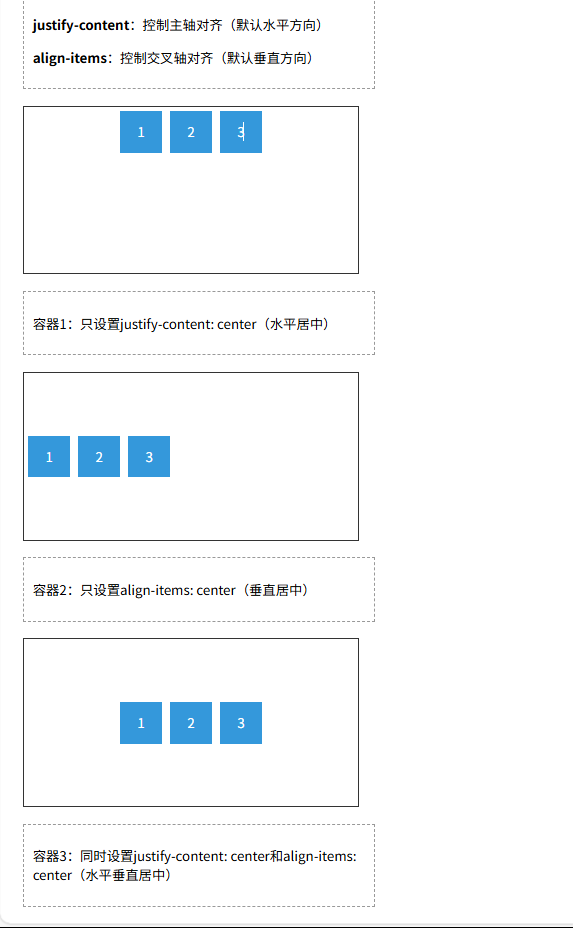 justify-content：控制主轴对齐（默认水平方向）
align-items：控制交叉轴对齐（默认垂直方向）
1 2 3
容器1：只设置justify-content: center（水平居中）
1 2 3
容器2：只设置align-items: center（垂直居中）
1 2 3
容器3：同时设置justify-content: center和align-items:
center（水平垂直居中）